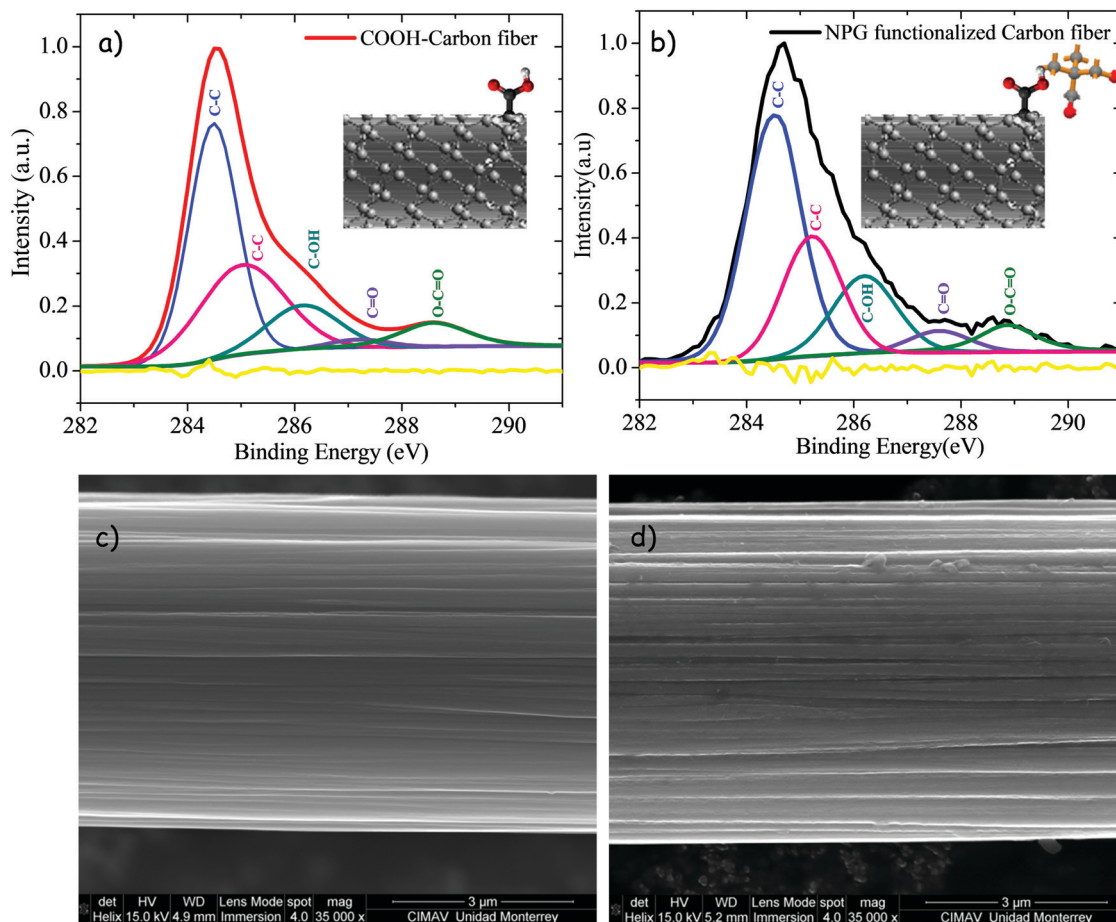 a)
COOH-Carbon fiber
C-C
C-C
C-OH
C=O
O-C=O
Intensity (a.u.)
1.0
0.8
0.6
0.4
0.2
0.0
282 284 286 288 290
Binding Energy (eV)
b)
NPG functionalized Carbon fiber
C-C
C-C
C-OH
C=O
O-C=O
Intensity(a.u)
1.0
0.8
0.6
0.4
0.2
0.0
282 284 286 288 290
Binding Energy(eV)
c)
det HV WD Lens Mode spot mag 3 µm
Helix 15.0 kV 4.9 mm Immersion 4.0 35 000 x CIMAV Unidad Monterrey
d)
det HV WD Lens Mode spot mag 3 µm
Helix 15.0 kV 5.2 mm Immersion 4.0 35 000 x CIMAV Unidad Monterrey